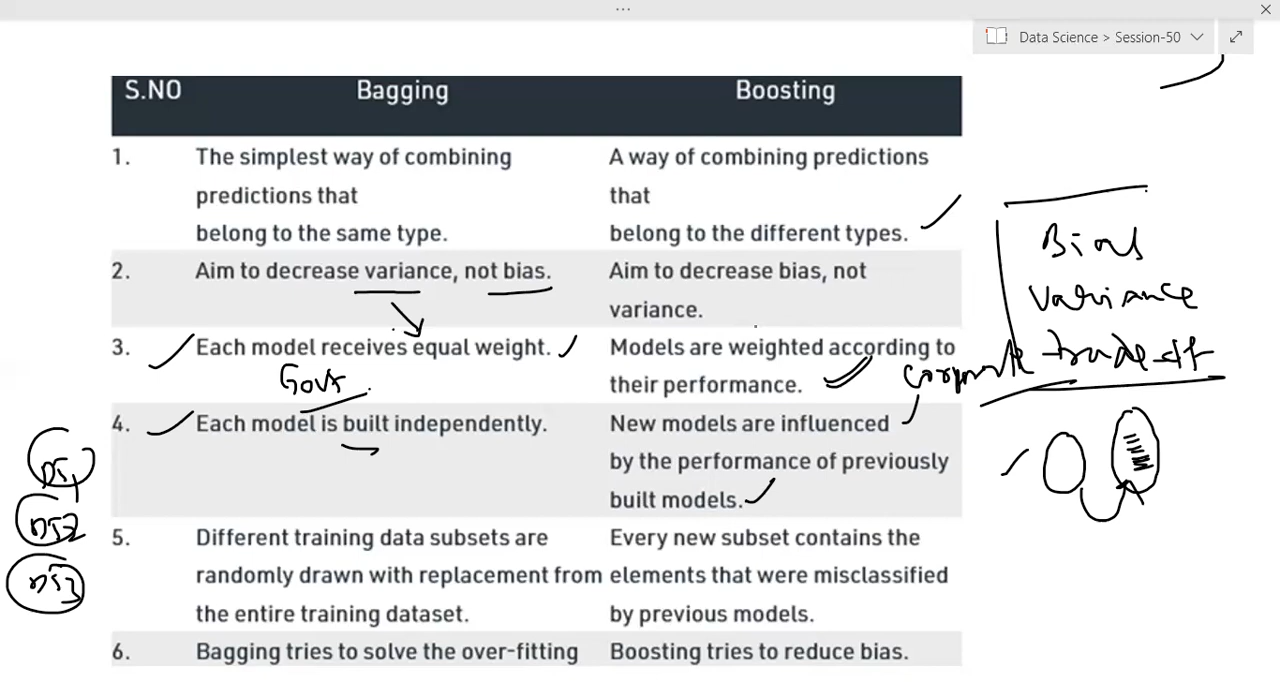 Data Science > Session-50
S.NO Bagging Boosting
1. The simplest way of combining predictions that belong to the same type.
A way of combining predictions that belong to the different types.
2. Aim to decrease variance, not bias.
Aim to decrease bias, not variance.
3. Each model receives equal weight.
Models are weighted according to their performance.
Govt
4. Each model is built independently.
New models are influenced by the performance of previously built models.
5. Different training data subsets are randomly drawn with replacement from the entire training dataset.
Every new subset contains the elements that were misclassified by previous models.
6. Bagging tries to solve the over-fitting
Boosting tries to reduce bias.
Bias
Variance
trade off
corporate
DS1
DS2
DS3